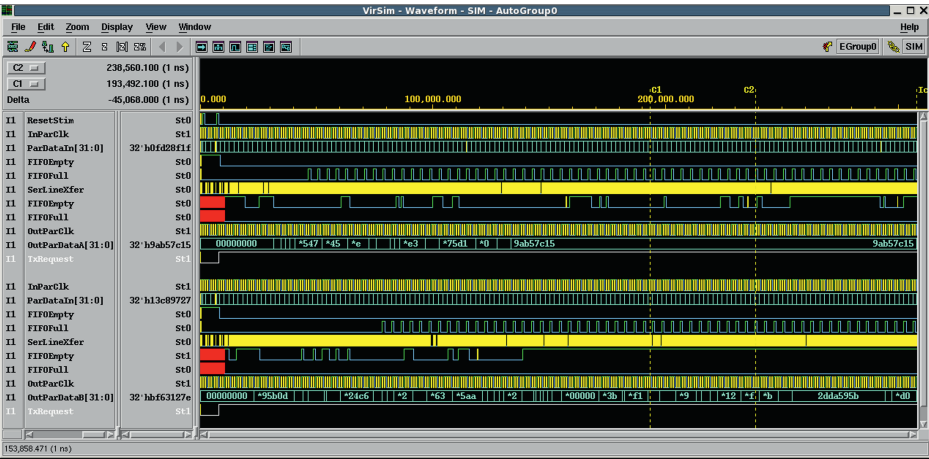 VirSim - Waveform - SIM - AutoGroup0
File Edit Zoom Display View Window Help
EGroup0 SIM
C2 238,560.100 (1 ns)
C1 193,492.100 (1 ns)
Delta -45,068.000 (1 ns)
C1 C2
0.000 100,000.000 200,000.000
I1 ResetStim St0
I1 InParClk St1
I1 ParDataIn[31:0] 32'h0fd28f1f
I1 FIFOEmpty St0
I1 FIFOFull St0
I1 SerLineXfer St0
I1 FIFOEmpty St0
I1 FIFOFull St0
I1 OutParClk St1
I1 OutParDataA[31:0] 32'h9ab57c15 00000000 *547 *45 *e *e3 *75d1 *0 9ab57c15 9ab57c15
I1 TxRequest St1
I1 InParClk St1
I1 ParDataIn[31:0] 32'h13c89727
I1 FIFOEmpty St0
I1 FIFOFull St0
I1 SerLineXfer St0
I1 FIFOEmpty St1
I1 FIFOFull St0
I1 OutParClk St1
I1 OutParDataB[31:0] 32'hbf63127e 00000000 *95b0d *24c6 *2 *63 *5aa *2 *00000 *3b *f1 *9 *12 *f *b 2dda595b *d0
I1 TxRequest St1
153,858.471 (1 ns)